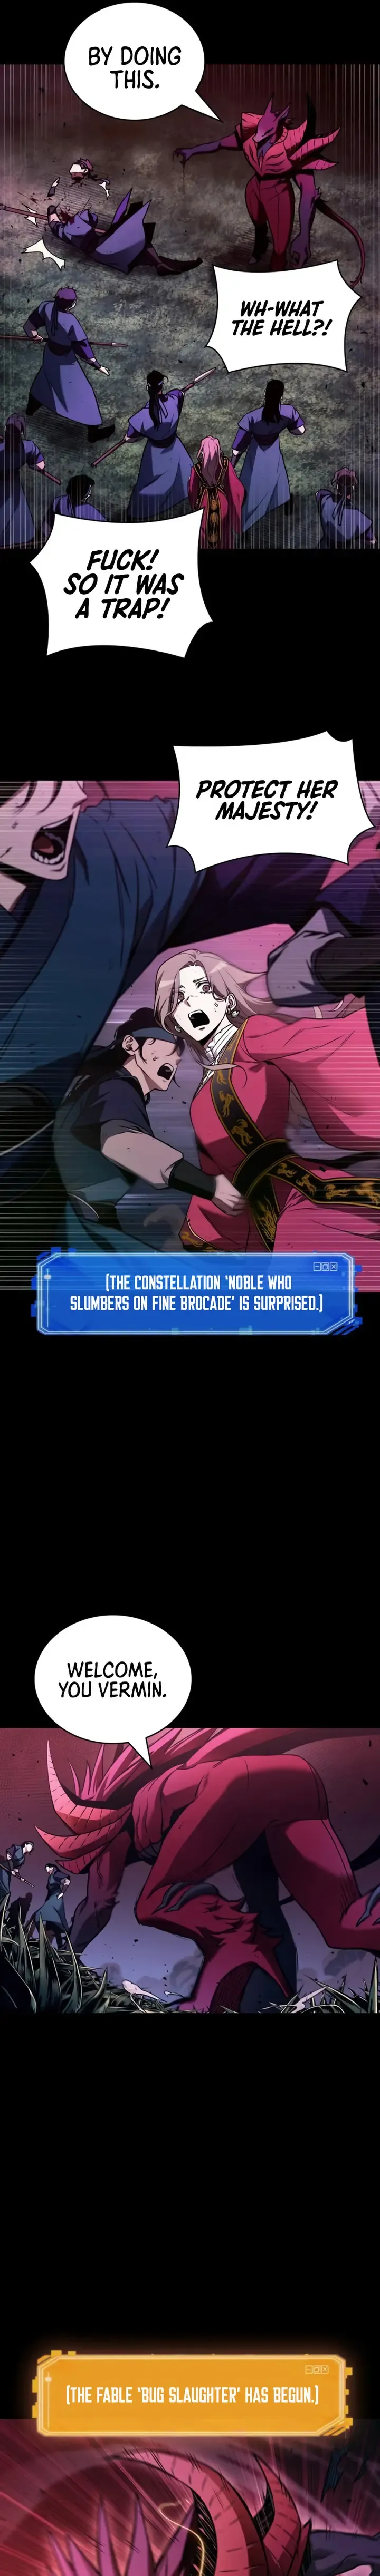 BY DOING
THIS.
WH-WHAT
THE HELL?!
FUCK!
SO IT WAS
A TRAP!
PROTECT HER
MAJESTY!
[THE CONSTELLATION 'NOBLE WHO
SLUMBERS ON FINE BROCADE' IS SURPRISED.]
WELCOME,
YOU VERMIN.
[THE FABLE 'BUG SLAUGHTER' HAS BEGUN.]